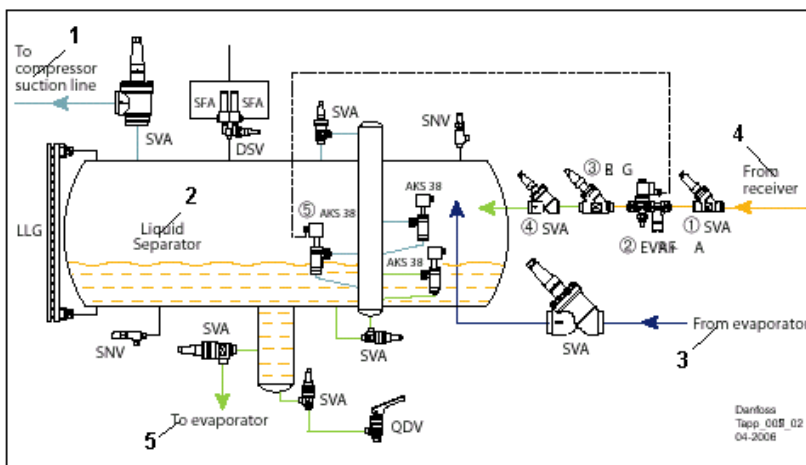 1
To
compressor
suction line
SVA
SFA
SFA
DSV
SVA
SNV
4
From
receiver
③ R G
① SVA
④ SVA
②
LLG
2
Liquid
Separator
⑤ AKS 38
AKS 38
AKS 38
SNV
SVA
SVA
SVA
From evaporator
3
SVA
To evaporator
5
QDV
Danfoss
04-2006